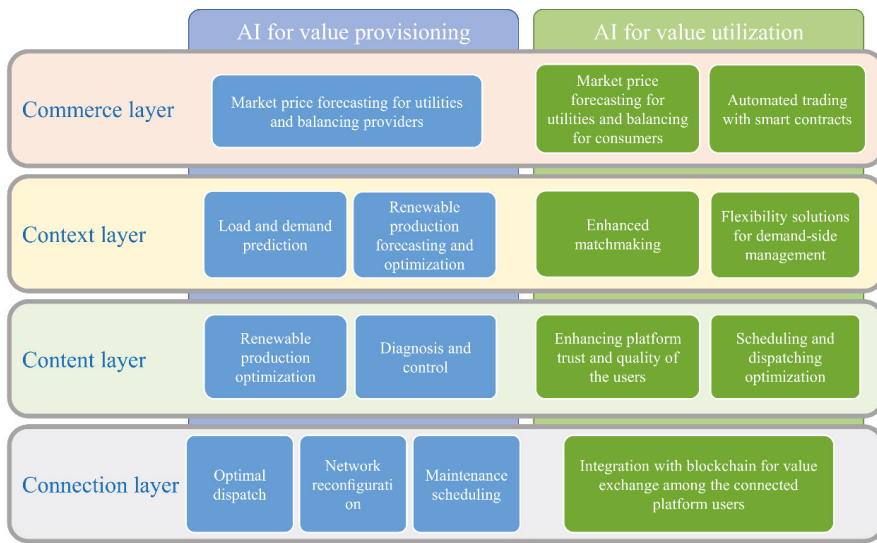 AI for value provisioning
AI for value utilization
Commerce layer
Market price forecasting for utilities
and balancing providers
Market price
forecasting for
utilities and balancing
for consumers
Automated trading
with smart contracts
Context layer
Load and demand
prediction
Renewable
production
forecasting and
optimization
Enhanced
matchmaking
Flexibility solutions
for demand-side
management
Content layer
Renewable
production
optimization
Diagnosis and
control
Enhancing platform
trust and quality of
the users
Scheduling and
dispatching
optimization
Connection layer
Optimal
dispatch
Network
reconfigurati
on
Maintenance
scheduling
Integration with blockchain for value
exchange among the connected
platform users